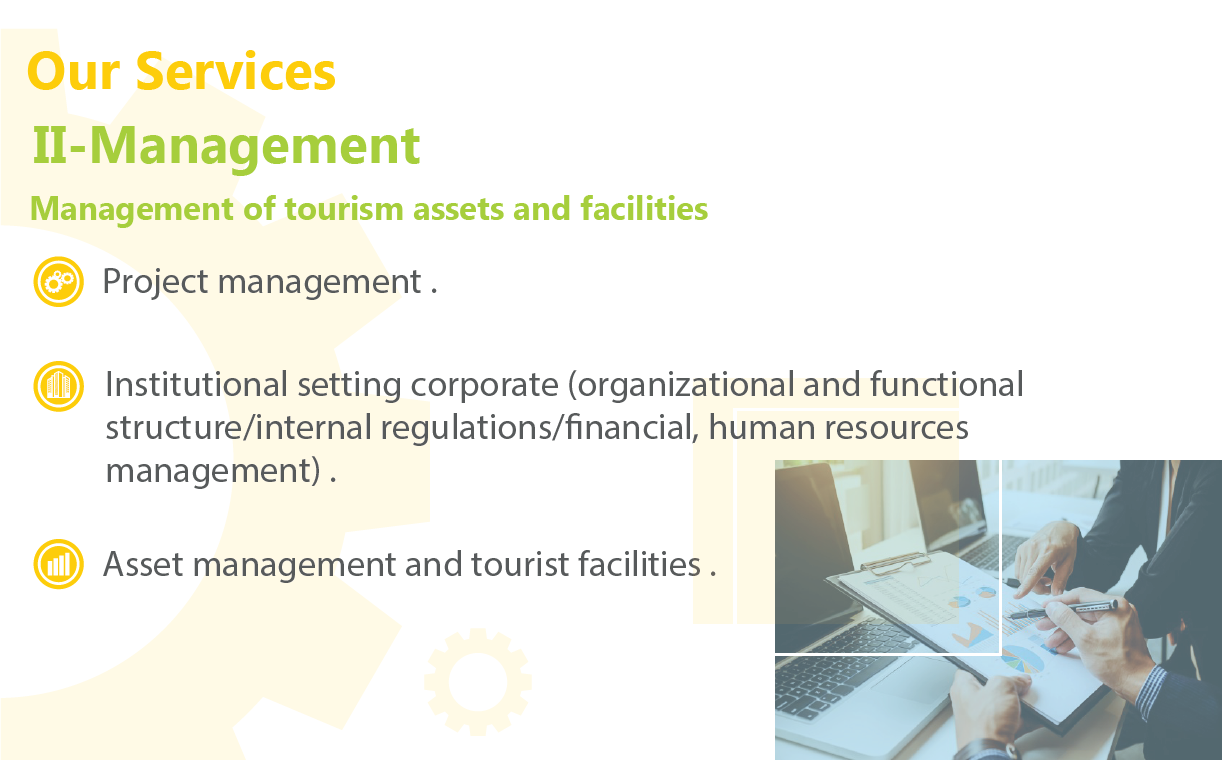 Our Services
II-Management
Management of tourism assets and facilities
Project management .
Institutional setting corporate (organizational and functional
structure/internal regulations/financial, human resources
management) .
Asset management and tourist facilities .